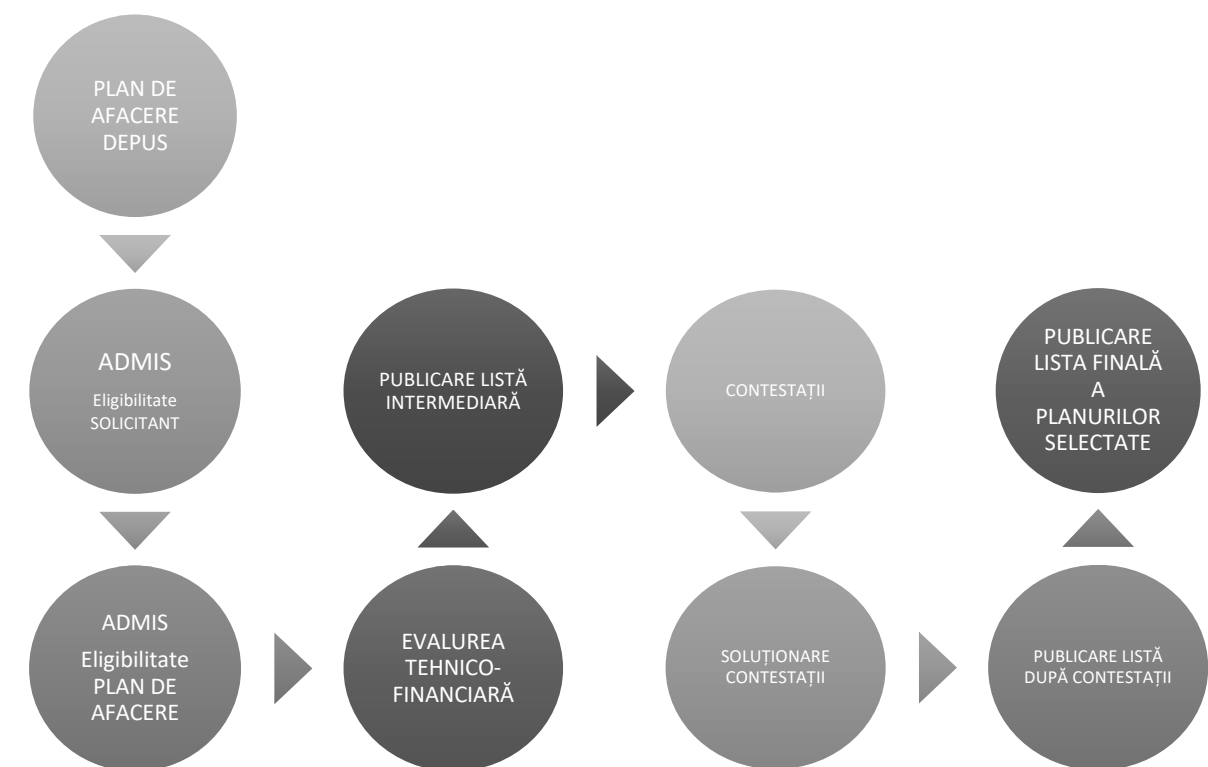 PLAN DE
AFACERE
DEPUS
ADMIS
Eligibilitate
SOLICITANT
ADMIS
Eligibilitate
PLAN DE
AFACERE
EVALUREA
TEHNICO-
FINANCIARĂ
PUBLICARE LISTĂ
INTERMEDIARĂ
CONTESTAȚII
SOLUȚIONARE
CONTESTAȚII
PUBLICARE LISTĂ
DUPĂ CONTESTAȚII
PUBLICARE
LISTA FINALĂ
A
PLANURILOR
SELECTATE